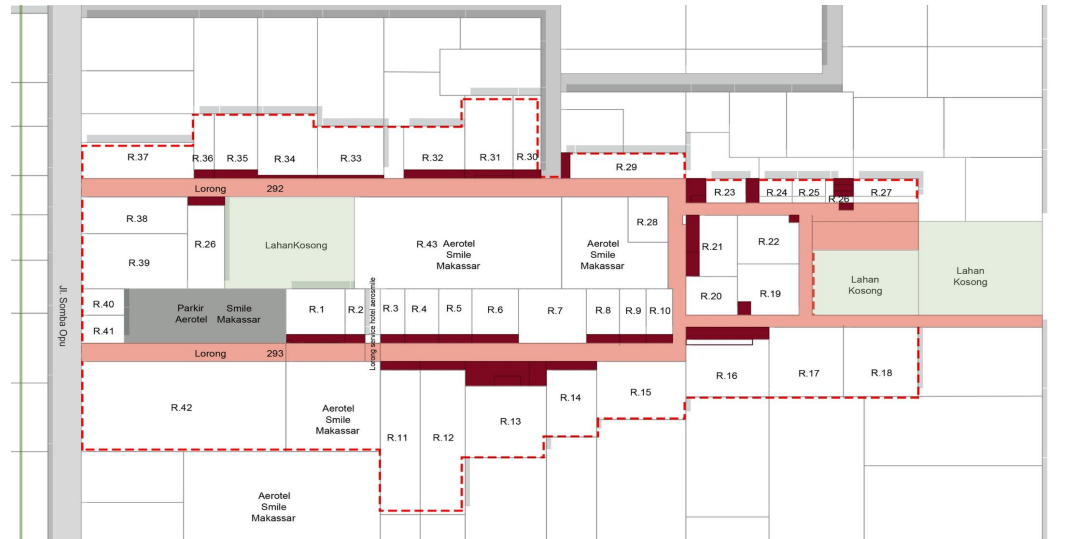 R.37
R.36
R.35
R.34
R.33
R.32
R.31
R.30
R.29
R.23
R.24
R.25
R.26
R.27
Lorong 292
R.38
R.39
R.26
LahanKosong
R.43
Aerotel
Smile
Makassar
Aerotel
Smile
Makassar
R.28
R.21
R.22
R.20
R.19
Lahan
Kosong
Lahan
Kosong
Jl. Somba Opu
R.40
R.41
Parkir
Aerotel
Smile
Makassar
R.1
R.2
Lorong service hotel aerosmile
R.3
R.4
R.5
R.6
R.7
R.8
R.9
R.10
Lorong 293
R.42
Aerotel
Smile
Makassar
R.11
R.12
R.13
R.14
R.15
R.16
R.17
R.18
Aerotel
Smile
Makassar